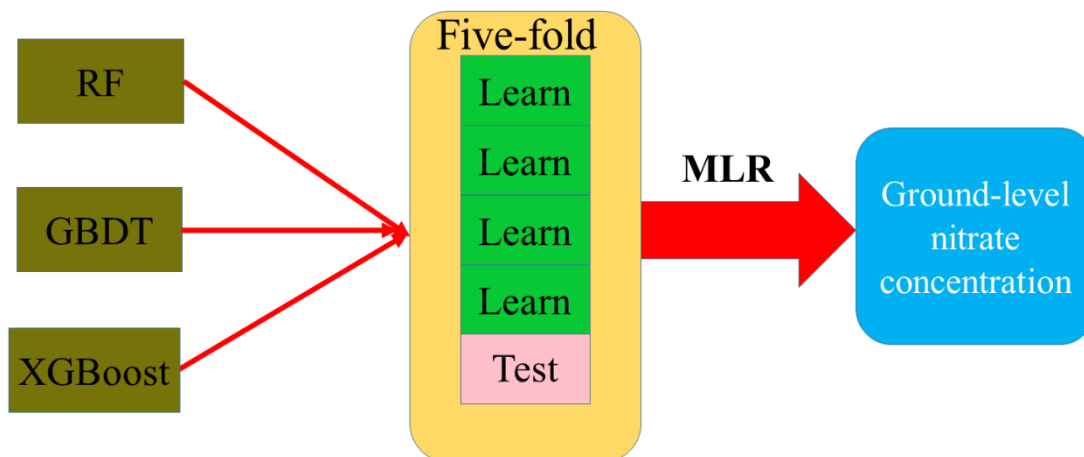 RF
GBDT
XGBoost
Five-fold
Learn
Learn
Learn
Learn
Test
MLR
Ground-level
nitrate
concentration